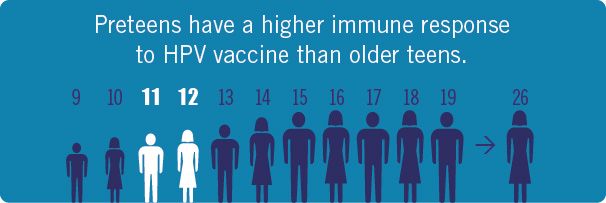 Preteens have a higher immune response
to HPV vaccine than older teens.
9 10 11 12 13 14 15 16 17 18 19 → 26